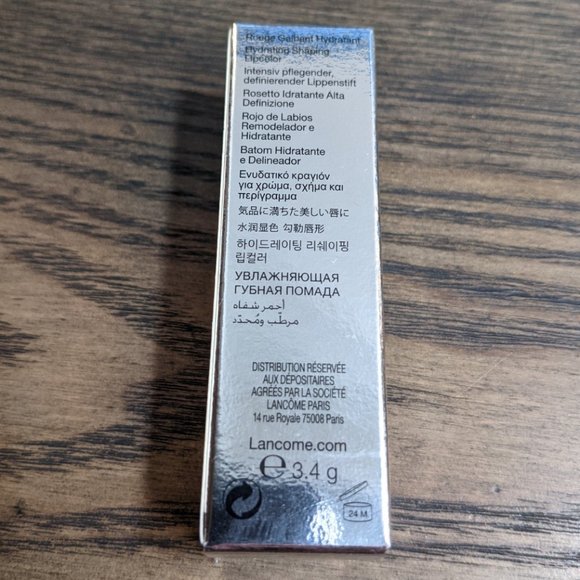 Rouge Galbant Hydratant
Hydrating Shaping
Lipcolor
Intensiv pflegender,
definierender Lippenstift
Rosetto Idratante Alta
Definizione
Rojo de Labios
Remodelador e
Hidratante
Batom Hidratante
e Delineador
Ενυδατικό κραγιόν
για χρώμα, σχήμα και
περίγραμμα
気品に満ちた美しい唇に
水润显色 勾勒唇形
하이드레이팅 리쉐이핑
립컬러
УВЛАЖНЯЮЩАЯ
ГУБНАЯ ПОМАДА
أحمر شفاه
مرطّب ومُحدّد
DISTRIBUTION RÉSERVÉE
AUX DÉPOSITAIRES
AGRÉÉS PAR LA SOCIÉTÉ
LANCÔME PARIS
14 rue Royale 75008 Paris
Lancome.com
℮ 3.4 g
24 M